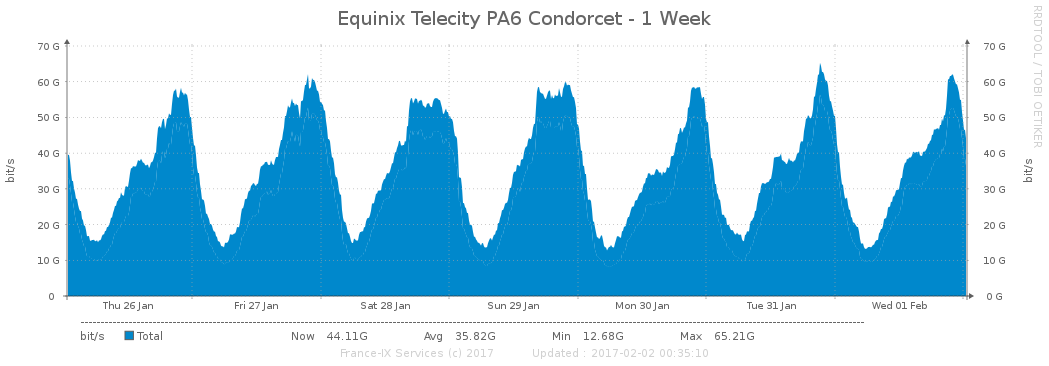 Equinix Telecity PA6 Condorcet - 1 Week
RRDTOOL / TOBI OETIKER
bit/s
70 G 70 G
60 G 60 G
50 G 50 G
40 G 40 G
30 G 30 G
20 G 20 G
10 G 10 G
0 0 G
bit/s
Thu 26 Jan Fri 27 Jan Sat 28 Jan Sun 29 Jan Mon 30 Jan Tue 31 Jan Wed 01 Feb
bit/s Total Now 44.11G Avg 35.82G Min 12.68G Max 65.21G
France-IX Services (c) 2017 Updated : 2017-02-02 00:35:10